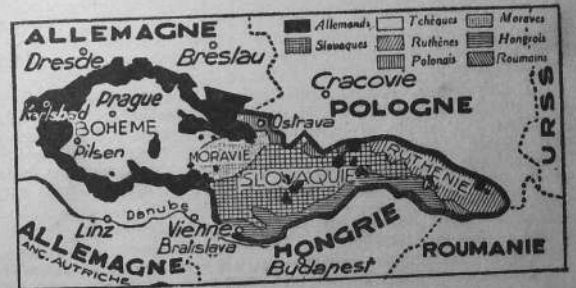 ALLEMAGNE
Allemands Tchèques Moraves
Slovaques Ruthènes Hongrois
Polonais Roumains
Dresde Breslau
Cracovie
Karlsbad Prague POLOGNE
BOHEME Ostrava
Pilsen
MORAVIE
SLOVAQUIE RUTHENIE
URSS
Linz Danube Vienne
Bratislava
HONGRIE ROUMANIE
ALLEMAGNE
ANC. AUTRICHE
Budapest